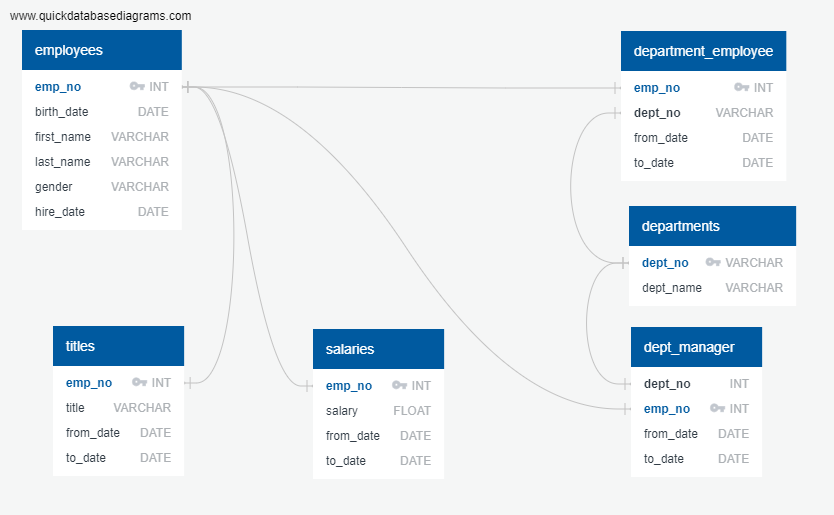 www.quickdatabasediagrams.com
employees
emp_no INT
birth_date DATE
first_name VARCHAR
last_name VARCHAR
gender VARCHAR
hire_date DATE
department_employee
emp_no INT
dept_no VARCHAR
from_date DATE
to_date DATE
departments
dept_no VARCHAR
dept_name VARCHAR
titles
emp_no INT
title VARCHAR
from_date DATE
to_date DATE
salaries
emp_no INT
salary FLOAT
from_date DATE
to_date DATE
dept_manager
dept_no INT
emp_no INT
from_date DATE
to_date DATE